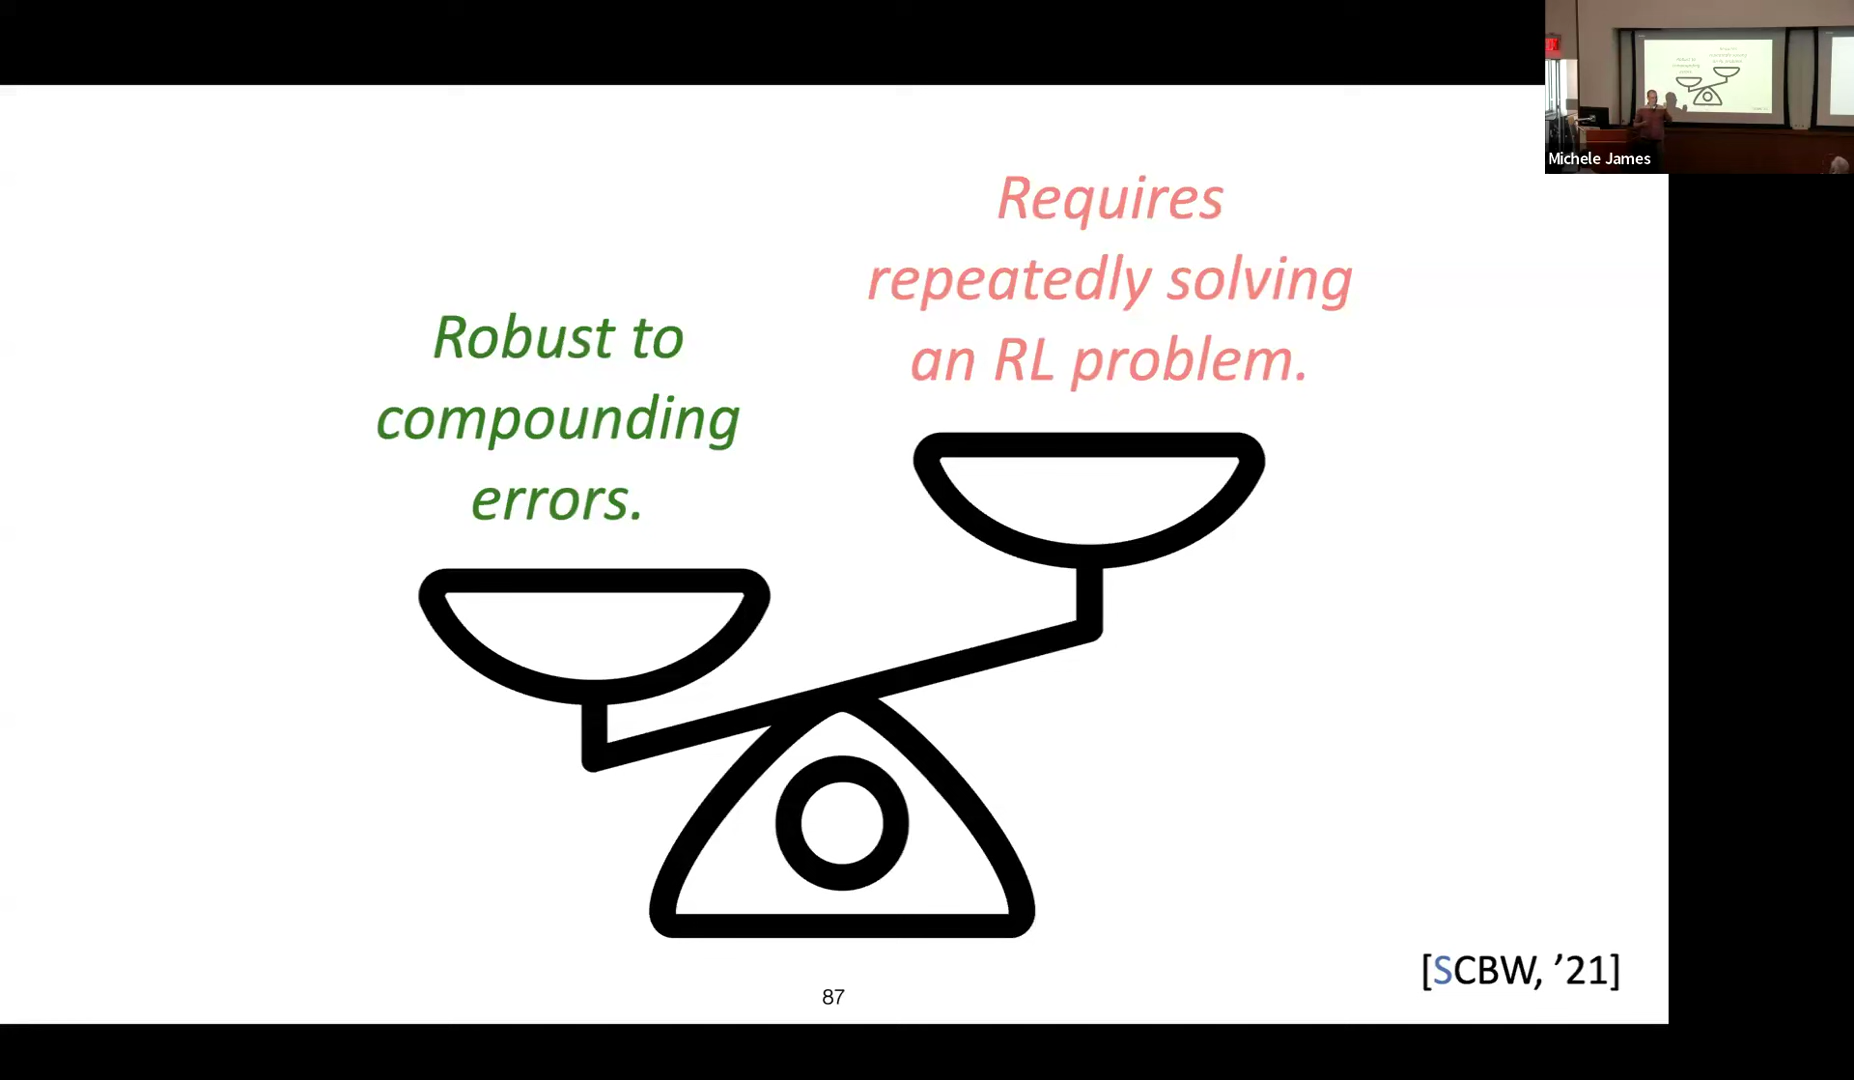 Michele James
Requires
repeatedly solving
an RL problem.
Robust to
compounding
errors.
[SCBW, ’21]
87